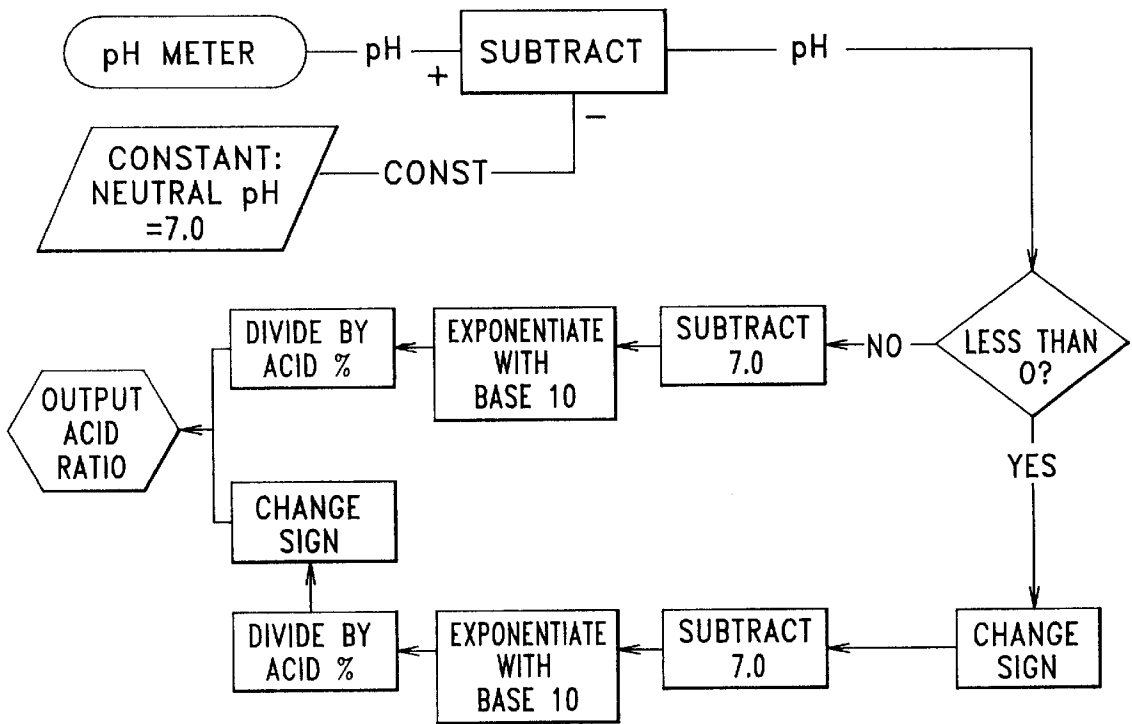 pH METER
pH
+
SUBTRACT
pH
−
CONSTANT:
NEUTRAL pH
=7.0
CONST
DIVIDE BY
ACID %
EXPONENTIATE
WITH
BASE 10
SUBTRACT
7.0
NO
LESS THAN
0?
OUTPUT
ACID
RATIO
YES
CHANGE
SIGN
DIVIDE BY
ACID %
EXPONENTIATE
WITH
BASE 10
SUBTRACT
7.0
CHANGE
SIGN